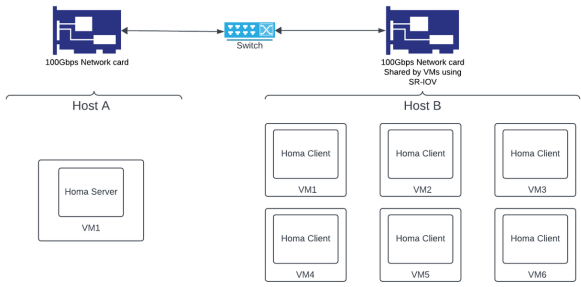 Switch
100Gbps Network card
100Gbps Network card
Shared by VMs using
SR-IOV
Host A
Host B
Homa Server
VM1
Homa Client
VM1
Homa Client
VM2
Homa Client
VM3
Homa Client
VM4
Homa Client
VM5
Homa Client
VM6